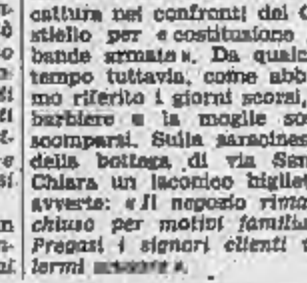 cattura nei confronti del C
stiello per « costituzione
bande armate ». Da qualc
tempo tuttavia, come abb
mo riferito i giorni scorsi,
barbiere e la moglie so
scomparsi. Sulla saracines
della bottega di via San
Chiara un laconico bigliet
avverte: « Il negozio rima
chiuso per motivi familia
Pregasi i signori clienti